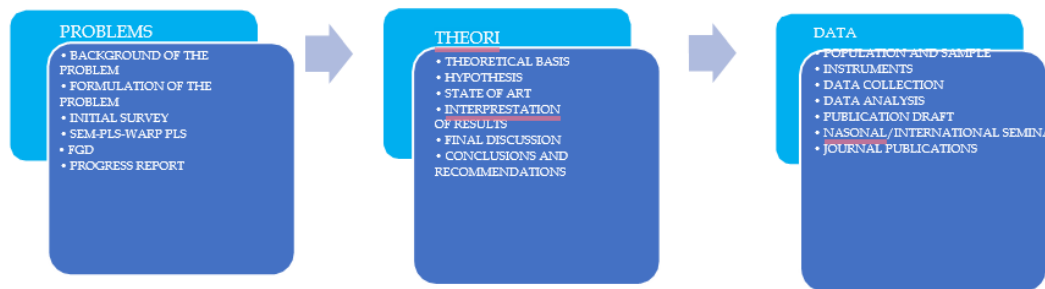 PROBLEMS
• BACKGROUND OF THE
PROBLEM
• FORMULATION OF THE
PROBLEM
• INITIAL SURVEY
• SEM-PLS-WARP PLS
• FGD
• PROGRESS REPORT
THEORI
• THEORETICAL BASIS
• HYPOTHESIS
• STATE OF ART
• INTERPRESTATION
OF RESULTS
• FINAL DISCUSSION
• CONCLUSIONS AND
RECOMMENDATIONS
DATA
• POPULATION AND SAMPLE
• INSTRUMENTS
• DATA COLLECTION
• DATA ANALYSIS
• PUBLICATION DRAFT
• NASONAL/INTERNATIONAL SEMINA
• JOURNAL PUBLICATIONS